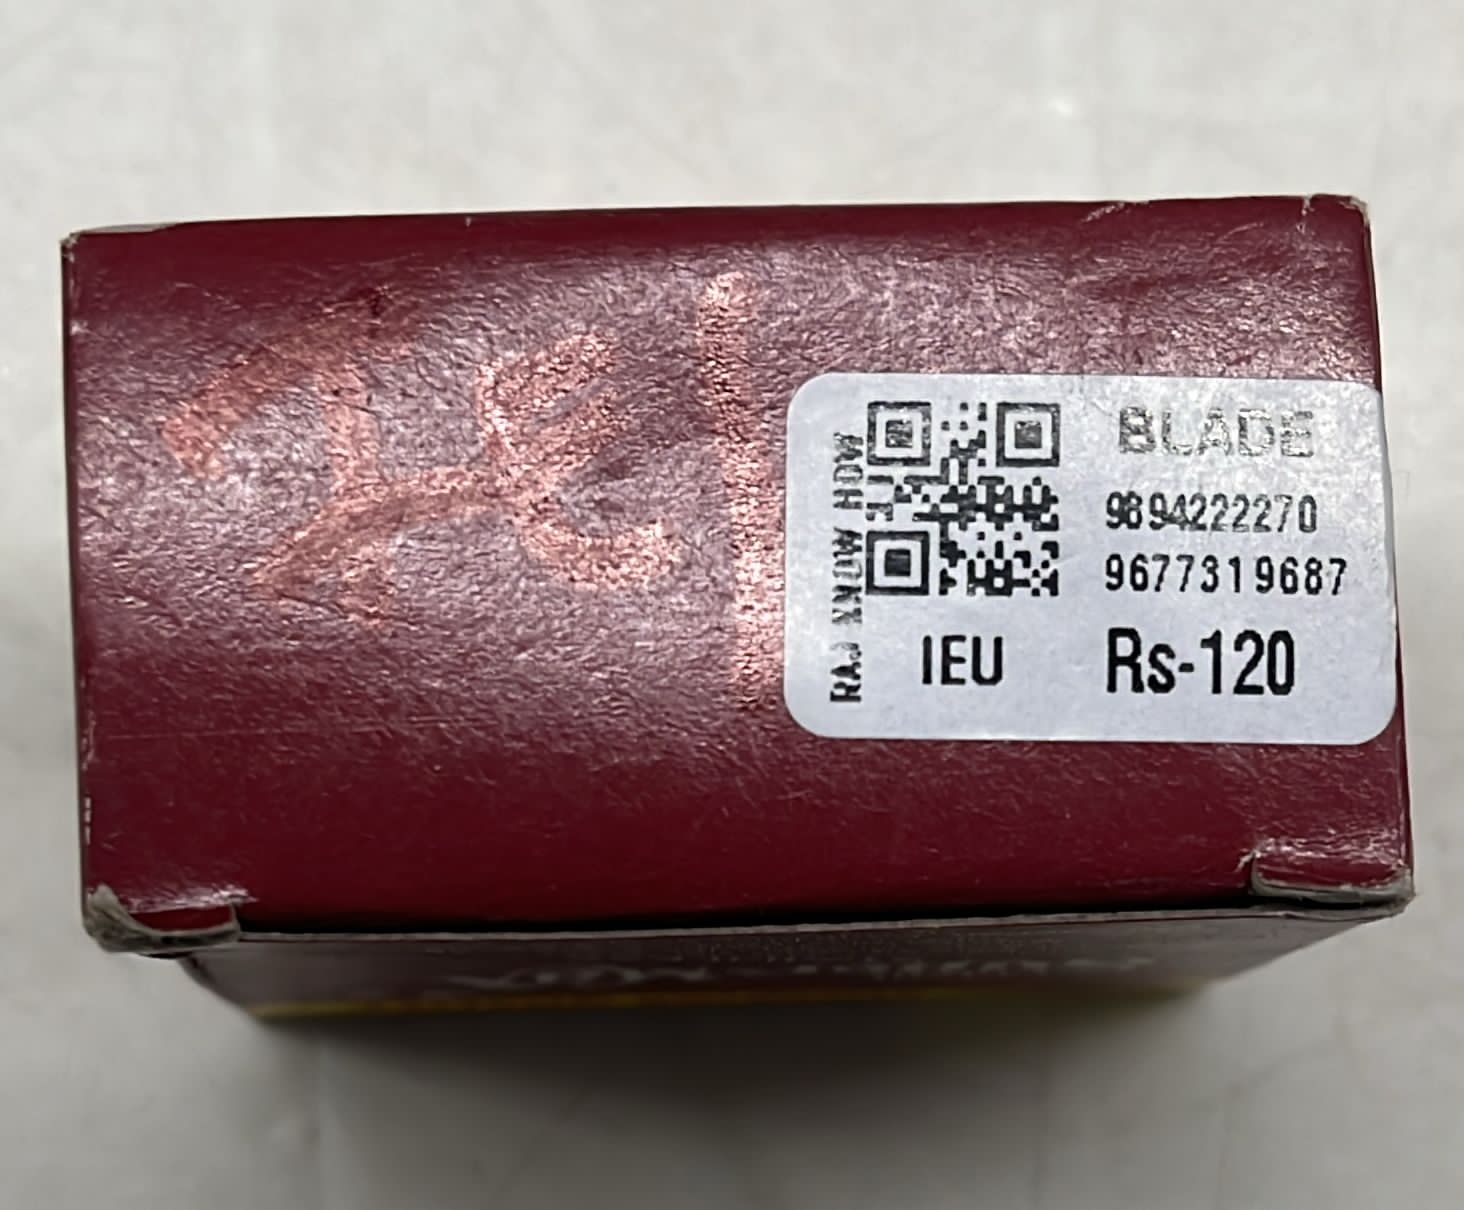 RAJ KNOW HOW
BLADE
9894222270
9677319687
IEU
Rs-120